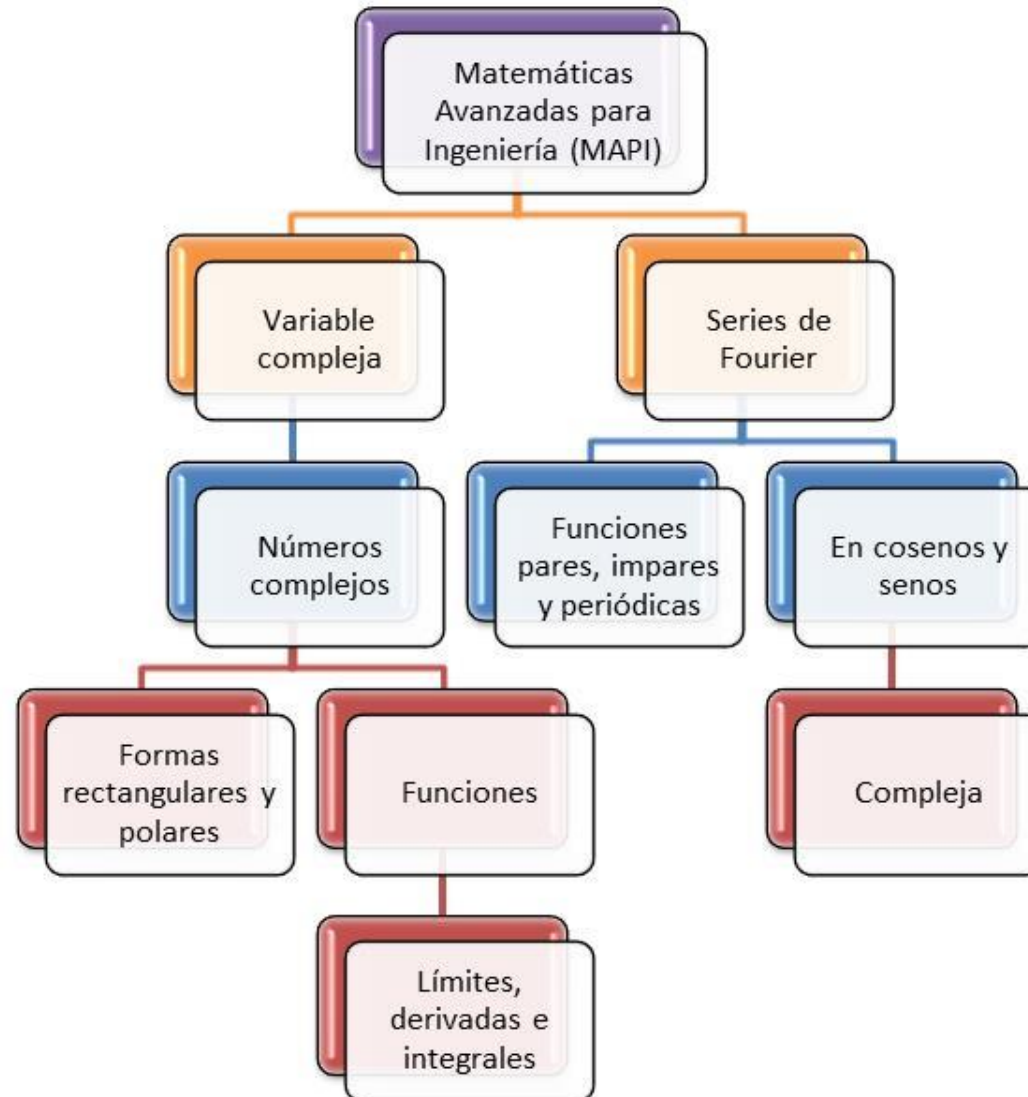 Matemáticas
Avanzadas para
Ingeniería (MAPI)
Variable
compleja
Series de
Fourier
Números
complejos
Funciones
pares, impares
y periódicas
En cosenos y
senos
Formas
rectangulares y
polares
Funciones
Compleja
Límites,
derivadas e
integrales